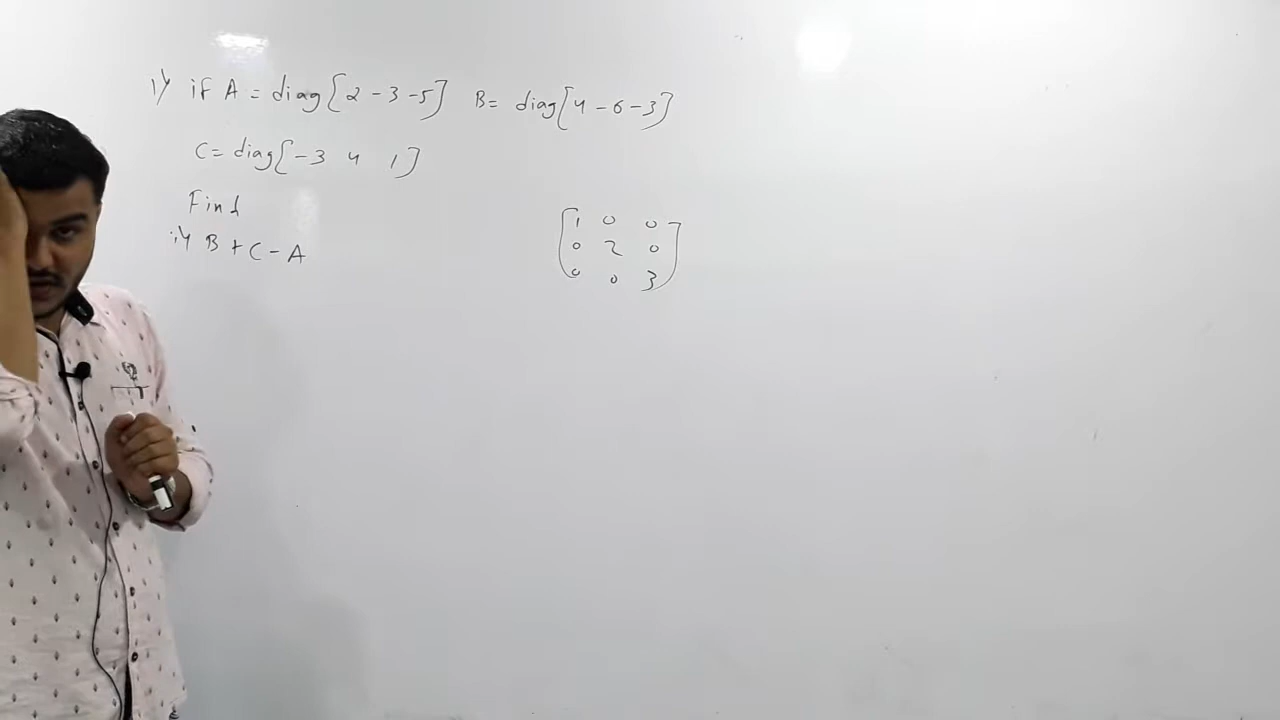 1) if A = diag[2 -3 -5] B = diag[4 -6 -3]
C = diag[-3 4 1]
Find
i) B + C - A
1 0 0
0 2 0
0 0 3